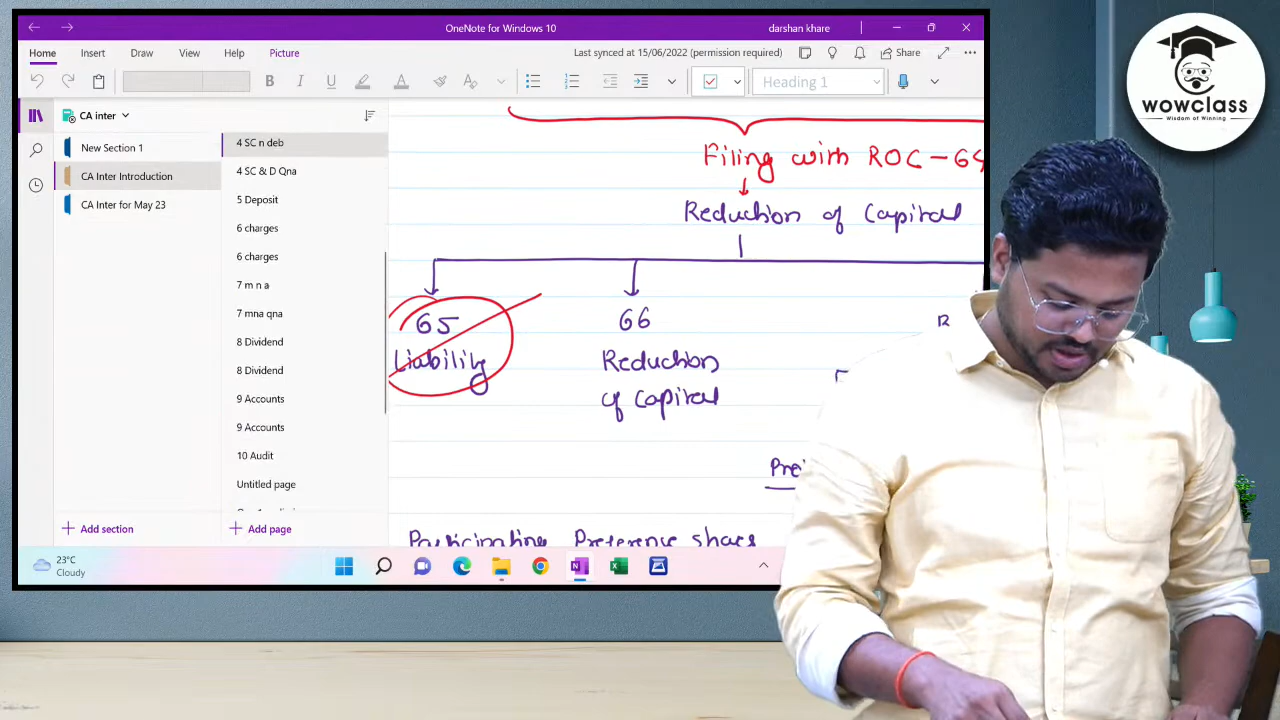 OneNote for Windows 10
darshan khare
Home
Insert
Draw
View
Help
Picture
Last synced at 15/06/2022 (permission required)
Share
B
I
U
A
Heading 1
CA inter
New Section 1
CA Inter Introduction
CA Inter for May 23
Add section
4 SC n deb
4 SC & D Qna
5 Deposit
6 charges
6 charges
7 m n a
7 mna qna
8 Dividend
8 Dividend
9 Accounts
9 Accounts
10 Audit
Untitled page
Add page
Filing with ROC - 64
Reduction of Capital
65
Liability
66
Reduction
of Capital
Participating Preference shares
23°C
Cloudy
wowclass
Wisdom of Winning